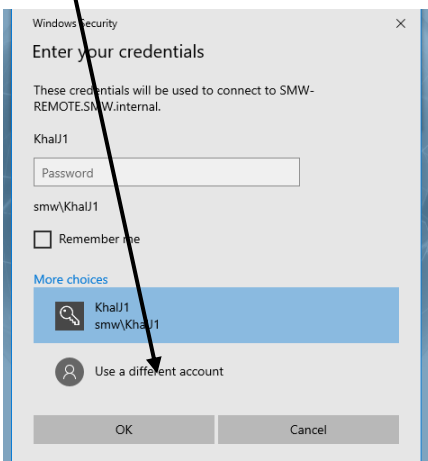 Windows Security
Enter your credentials
These credentials will be used to connect to SMW-
REMOTE.SMW.internal.
KhalJ1
Password
smw\KhalJ1
Remember me
More choices
KhalJ1
smw\KhalJ1
Use a different account
OK
Cancel